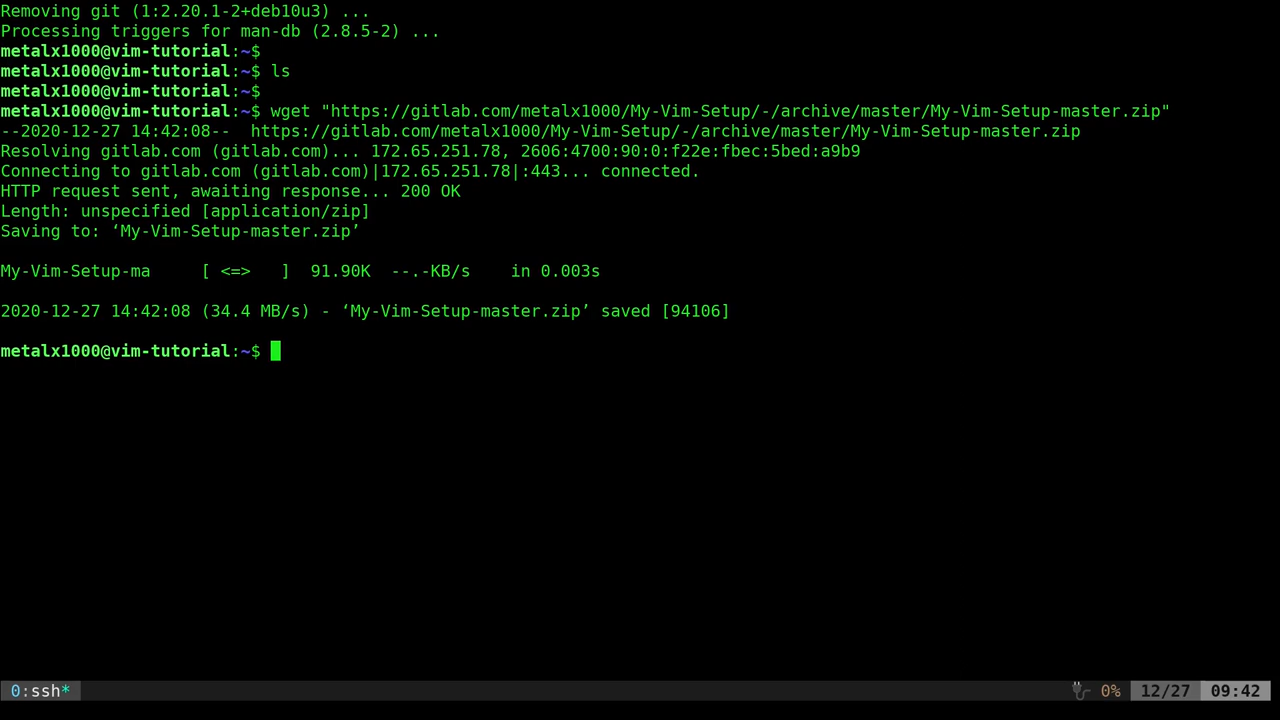 Removing git (1:2.20.1-2+deb10u3) ...
Processing triggers for man-db (2.8.5-2) ...
metalx1000@vim-tutorial:~$
metalx1000@vim-tutorial:~$ ls
metalx1000@vim-tutorial:~$
metalx1000@vim-tutorial:~$ wget "https://gitlab.com/metalx1000/My-Vim-Setup/-/archive/master/My-Vim-Setup-master.zip"
--2020-12-27 14:42:08--  https://gitlab.com/metalx1000/My-Vim-Setup/-/archive/master/My-Vim-Setup-master.zip
Resolving gitlab.com (gitlab.com)... 172.65.251.78, 2606:4700:90:0:f22e:fbec:5bed:a9b9
Connecting to gitlab.com (gitlab.com)|172.65.251.78|:443... connected.
HTTP request sent, awaiting response... 200 OK
Length: unspecified [application/zip]
Saving to: ‘My-Vim-Setup-master.zip’
My-Vim-Setup-ma     [ <=>   ]  91.90K  --.-KB/s    in 0.003s
2020-12-27 14:42:08 (34.4 MB/s) - ‘My-Vim-Setup-master.zip’ saved [94106]
metalx1000@vim-tutorial:~$
0:ssh* 0% 12/27 09:42